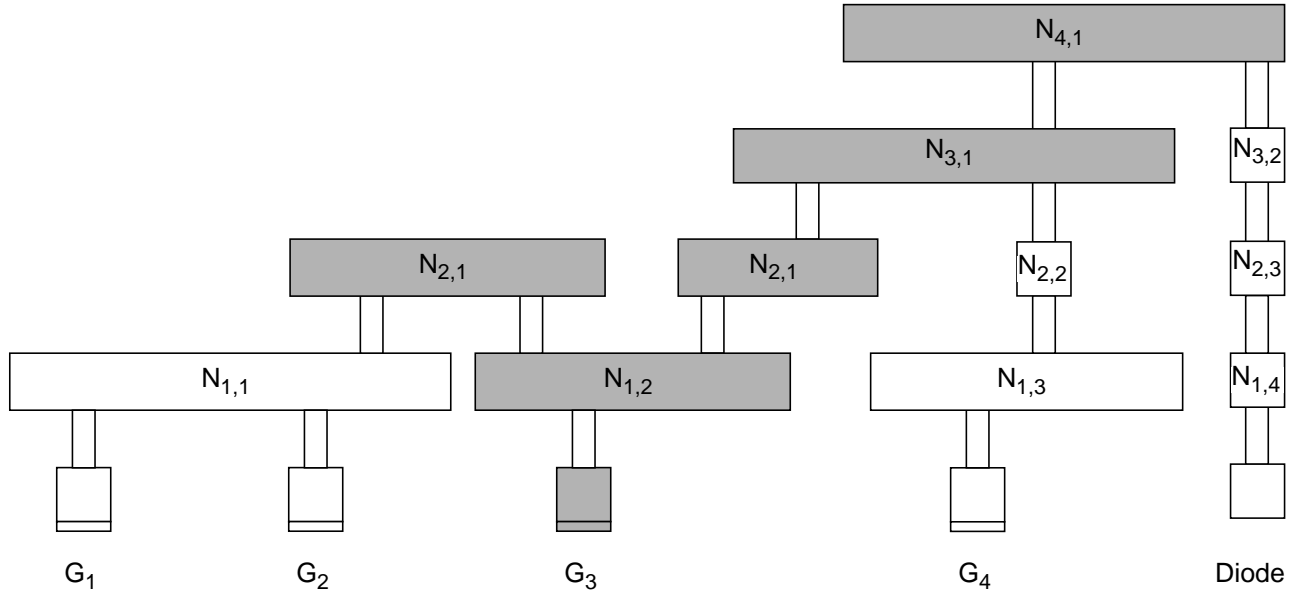 N4,1
N3,1
N3,2
N2,1
N2,1
N2,2
N2,3
N1,1
N1,2
N1,3
N1,4
G1
G2
G3
G4
Diode